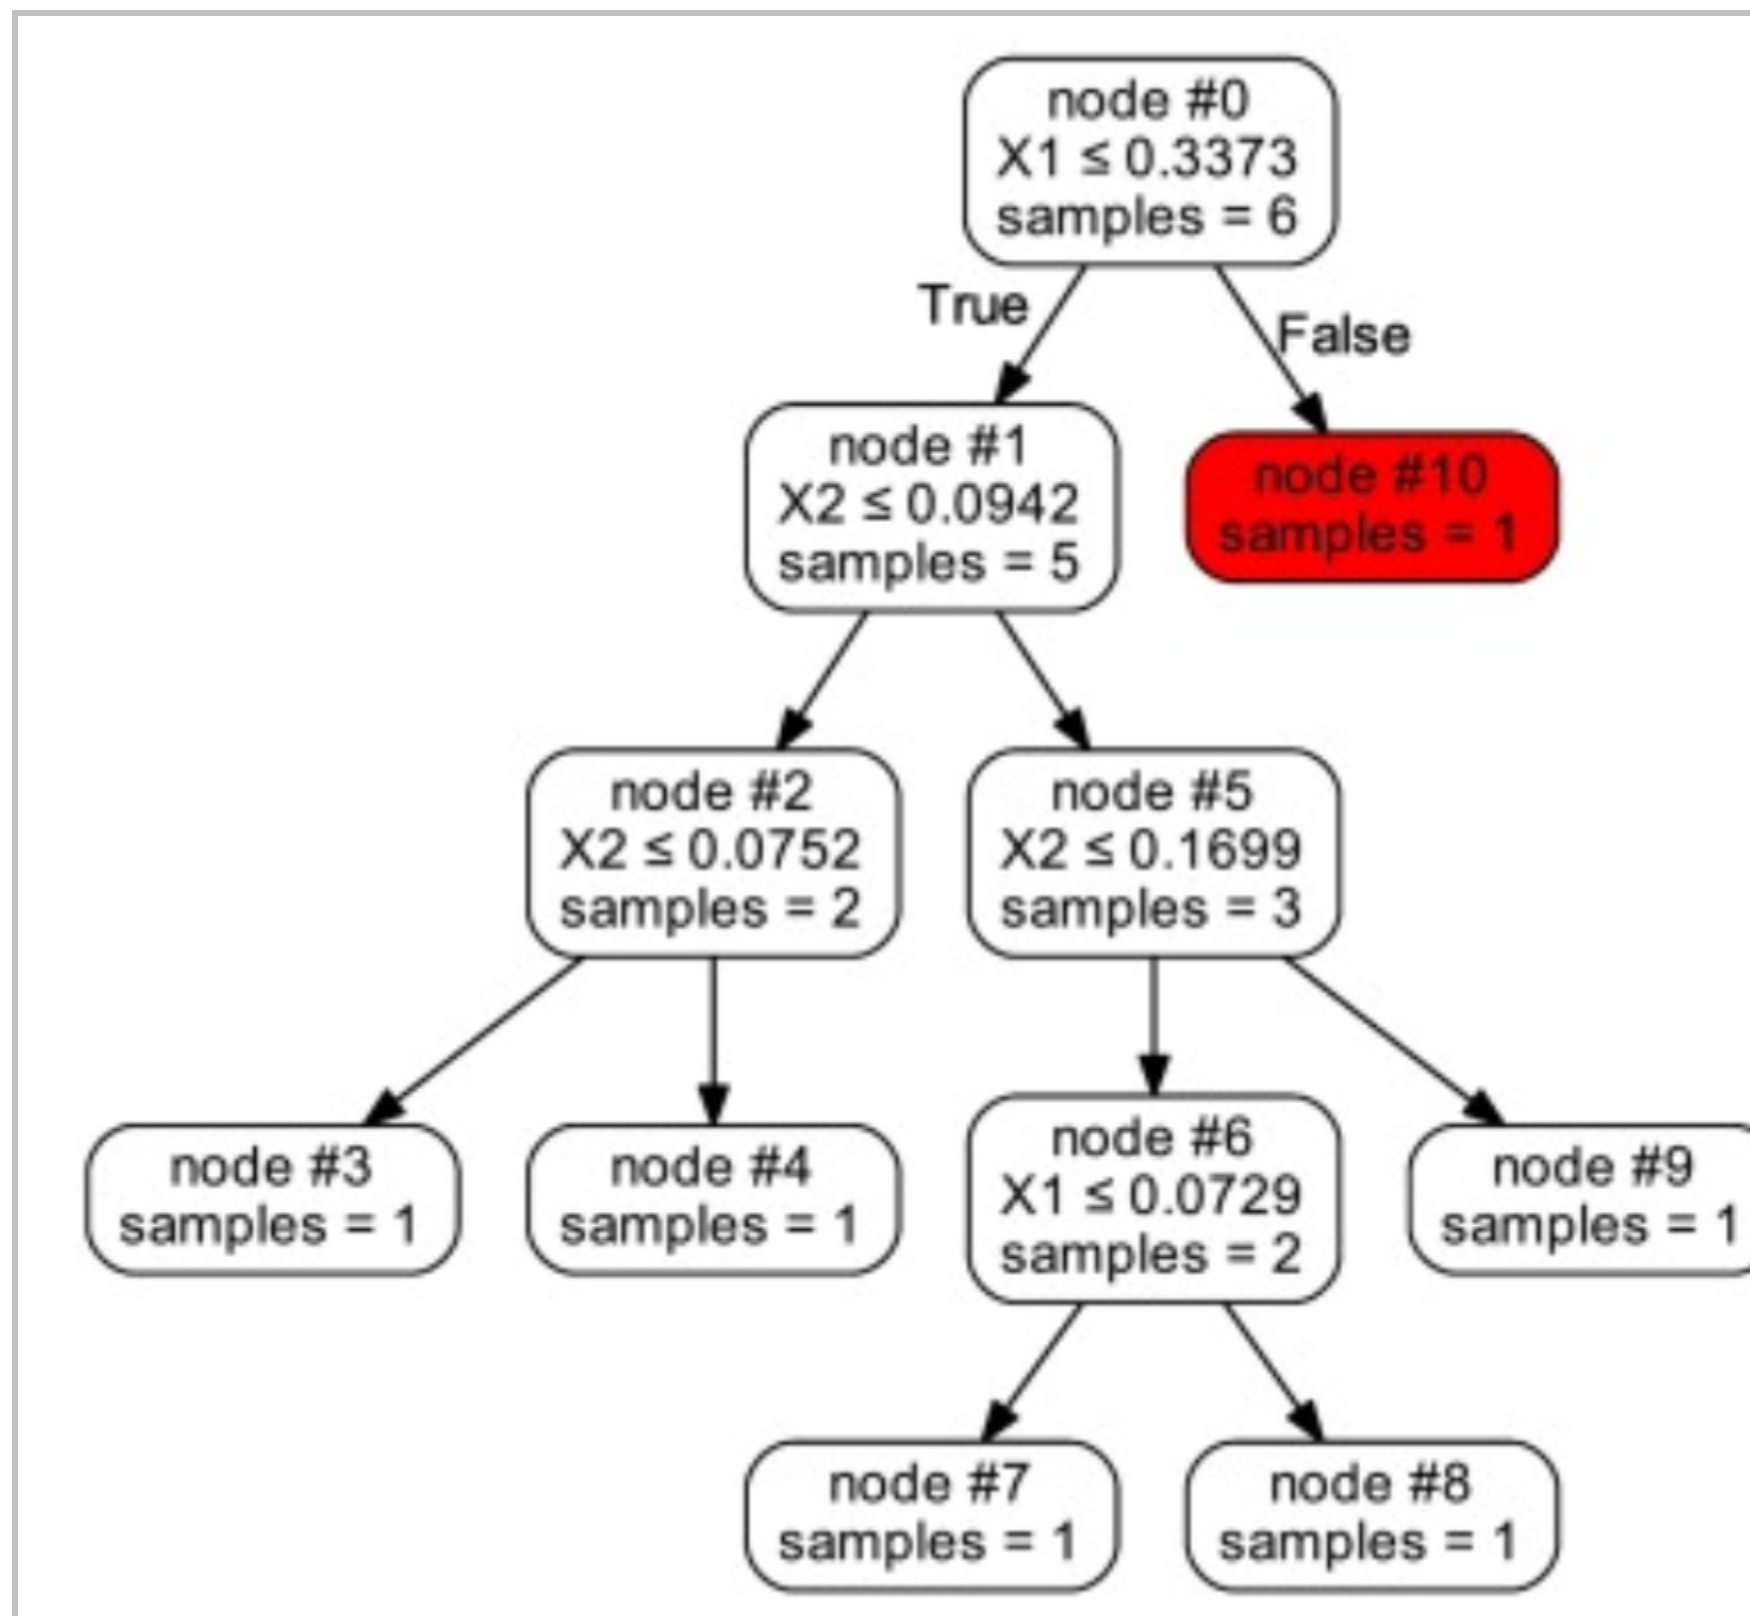 node #0
X1 ≤ 0.3373
samples = 6
True
False
node #1
X2 ≤ 0.0942
samples = 5
node #10
samples = 1
node #2
X2 ≤ 0.0752
samples = 2
node #5
X2 ≤ 0.1699
samples = 3
node #3
samples = 1
node #4
samples = 1
node #6
X1 ≤ 0.0729
samples = 2
node #9
samples = 1
node #7
samples = 1
node #8
samples = 1